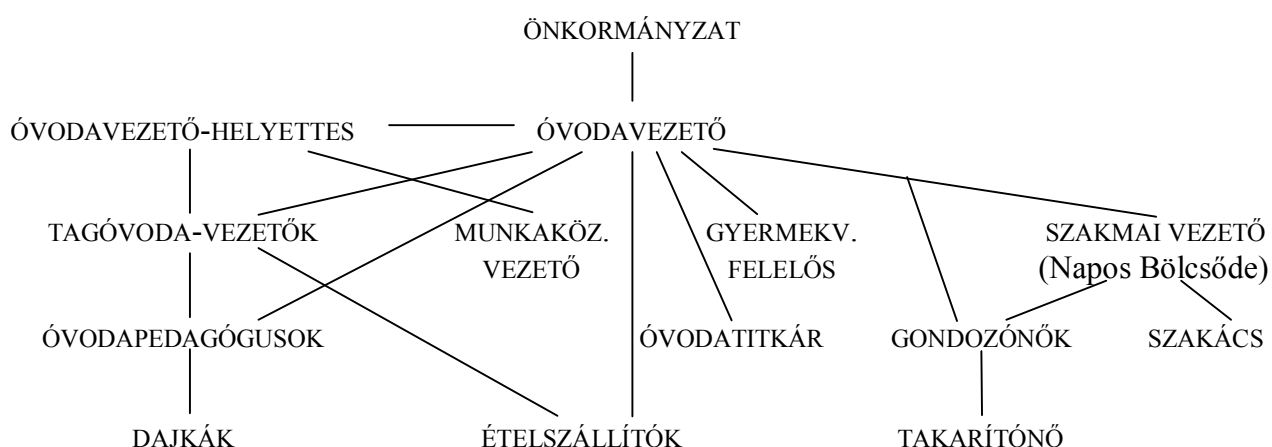 ÖNKORMÁNYZAT
ÓVODAVEZETŐ-HELYETTES
ÓVODAVEZETŐ
TAGÓVODA-VEZETŐK
MUNKAKÖZ.
VEZETŐ
GYERMEKV.
FELELŐS
SZAKMAI VEZETŐ
(Napos Bölcsőde)
ÓVODAPEDAGÓGUSOK
ÓVODATITKÁR
GONDOZÓNŐK
SZAKÁCS
DAJKÁK
ÉTELSZÁLLÍTÓK
TAKARÍTÓNŐ